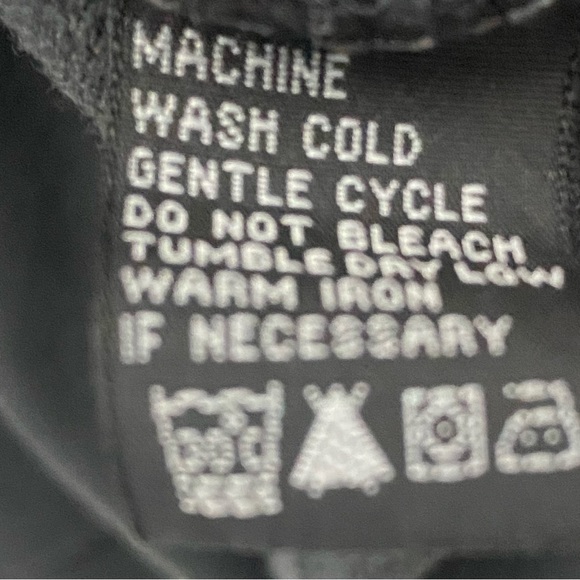 MACHINE
WASH COLD
GENTLE CYCLE
DO NOT BLEACH
TUMBLE DRY LOW
WARM IRON
IF NECESSARY